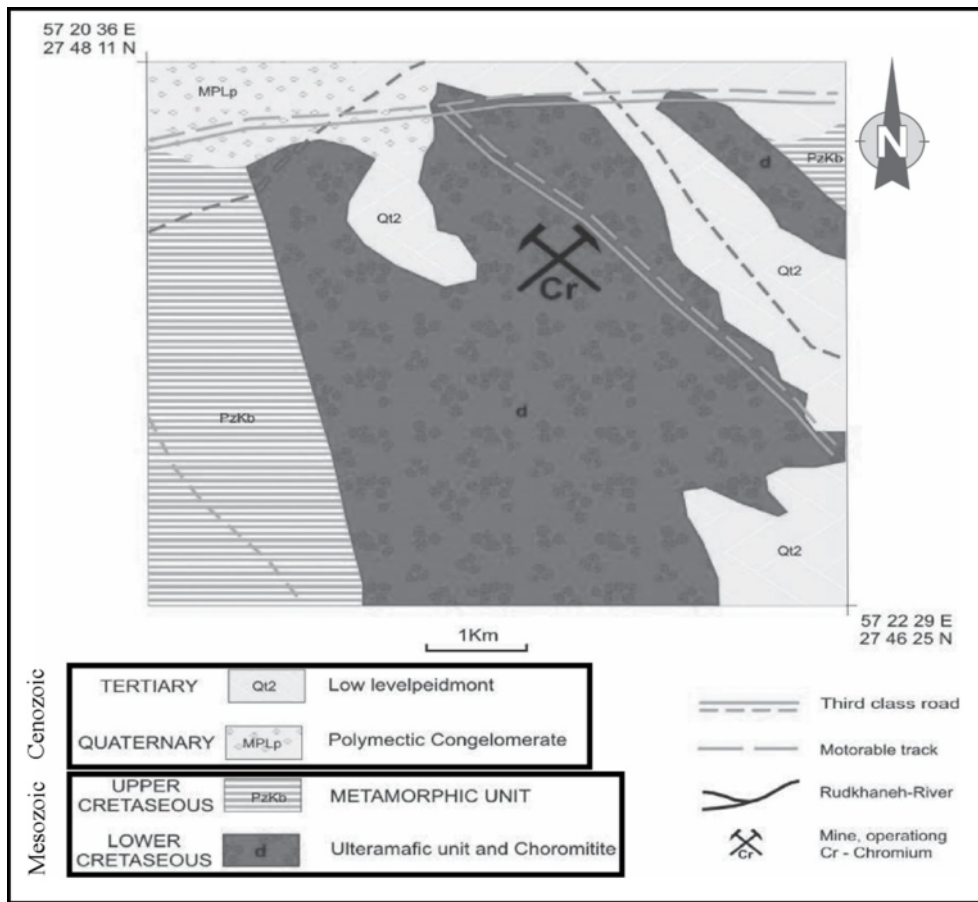 57 20 36 E
27 48 11 N
MPLp
N
PzKb
d
Qt2
Qt2
Cr
PzKb
d
Qt2
57 22 29 E
27 46 25 N
1Km
Cenozoic
TERTIARY Qt2 Low levelpeidmont
QUATERNARY MPLp Polymectic Congelomerate
Mesozoic
UPPER
CRETASEOUS PzKb METAMORPHIC UNIT
LOWER
CRETASEOUS d Ulteramafic unit and Choromitite
Third class road
Motorable track
Rudkhaneh-River
Cr Mine, operationg
Cr - Chromium